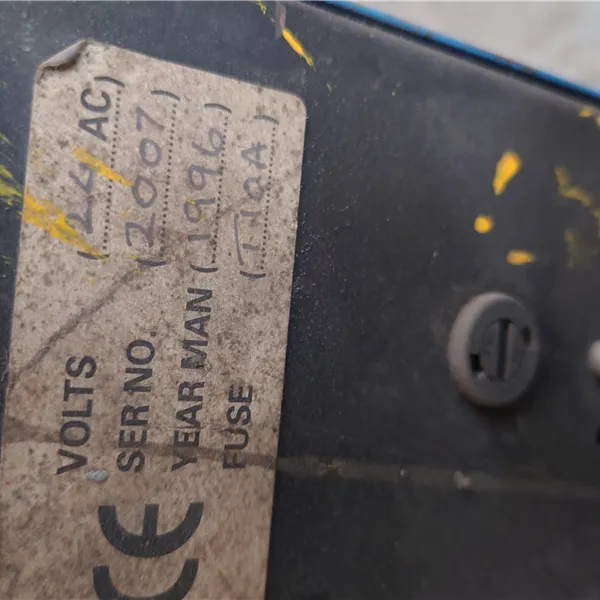 VOLTS (24 AC)
SER NO. (2007)
YEAR MAN (1996)
FUSE (T10A)
CE